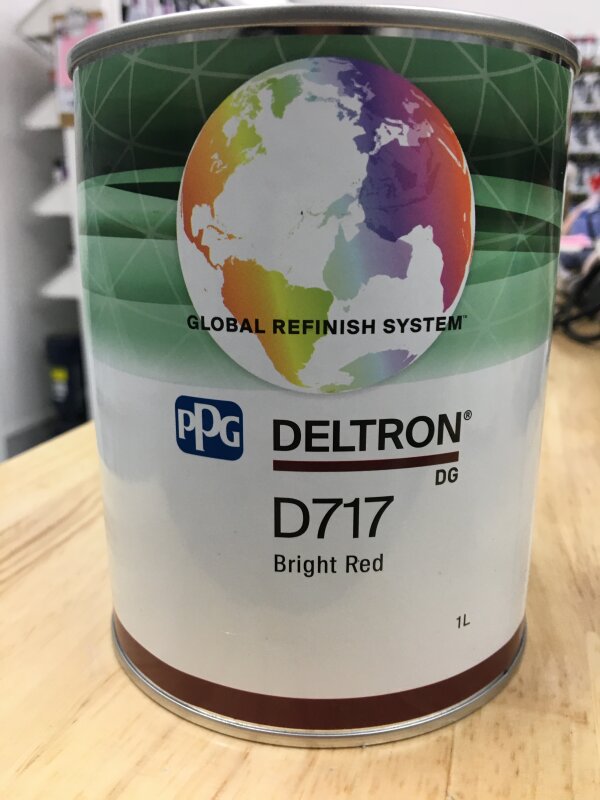 GLOBAL REFINISH SYSTEM™
PPG
DELTRON®
DG
D717
Bright Red
1L